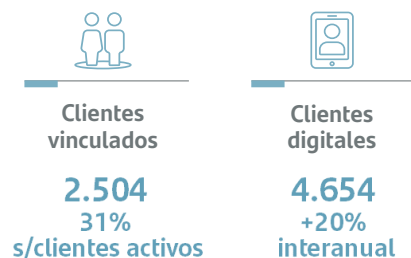 Clientes
vinculados
2.504
31%
s/clientes activos
Clientes
digitales
4.654
+20%
interanual